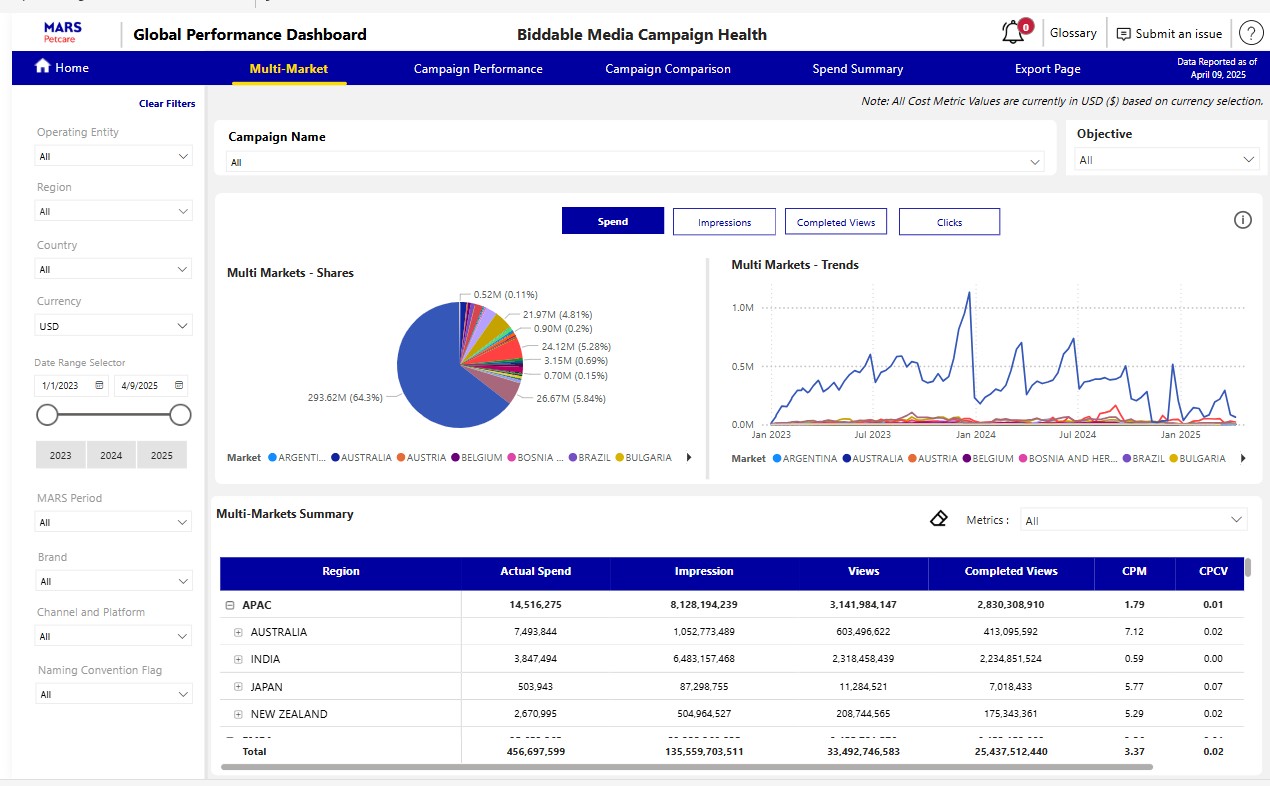 MARS
Petcare
Global Performance Dashboard
Biddable Media Campaign Health
0
Glossary
Submit an issue
?
Home
Multi-Market
Campaign Performance
Campaign Comparison
Spend Summary
Export Page
Data Reported as of
April 09, 2025
Clear Filters
Note: All Cost Metric Values are currently in USD ($) based on currency selection.
Operating Entity
All
Region
All
Country
All
Currency
USD
Date Range Selector
1/1/2023
4/9/2025
2023
2024
2025
MARS Period
All
Brand
All
Channel and Platform
All
Naming Convention Flag
All
Campaign Name
All
Objective
All
Spend
Impressions
Completed Views
Clicks
Multi Markets - Shares
0.52M (0.11%)
21.97M (4.81%)
0.90M (0.2%)
24.12M (5.28%)
3.15M (0.69%)
0.70M (0.15%)
26.67M (5.84%)
293.62M (64.3%)
Market ARGENTI... AUSTRALIA AUSTRIA BELGIUM BOSNIA ... BRAZIL BULGARIA
Multi Markets - Trends
1.0M
0.5M
0.0M
Jan 2023 Jul 2023 Jan 2024 Jul 2024 Jan 2025
Market ARGENTINA AUSTRALIA AUSTRIA BELGIUM BOSNIA AND HER... BRAZIL BULGARIA
Multi-Markets Summary
Metrics :
All
Region Actual Spend Impression Views Completed Views CPM CPCV
APAC 14,516,275 8,128,194,239 3,141,984,147 2,830,308,910 1.79 0.01
AUSTRALIA 7,493,844 1,052,773,489 603,496,622 413,095,592 7.12 0.02
INDIA 3,847,494 6,483,157,468 2,318,458,439 2,234,851,524 0.59 0.00
JAPAN 503,943 87,298,755 11,284,521 7,018,433 5.77 0.07
NEW ZEALAND 2,670,995 504,964,527 208,744,565 175,343,361 5.29 0.02
Total 456,697,599 135,559,703,511 33,492,746,583 25,437,512,440 3.37 0.02